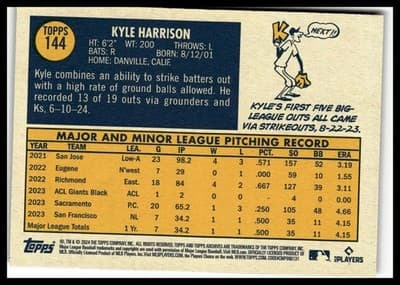 TOPPS
144
KYLE HARRISON
HT: 6'2" WT: 200 THROWS: L
BATS: R BORN: 8/12/01
HOME: DANVILLE, CALIF.
Kyle combines an ability to strike batters out
with a high rate of ground balls allowed. He
recorded 13 of 19 outs via grounders and
Ks, 6-10-24.
NEXT!!
K
KYLE'S FIRST FIVE BIG-
LEAGUE OUTS ALL CAME
VIA STRIKEOUTS, 8-22-23.
MAJOR AND MINOR LEAGUE PITCHING RECORD
YEAR CLUB LEA. G IP W L PCT. SO BB ERA
2021 San Jose Low-A 23 98.2 4 3 .571 157 52 3.19
2022 Eugene N'west 7 29 0 1 .000 59 10 1.55
2022 Richmond East. 18 84 4 2 .667 127 39 3.11
2023 ACL Giants Black ACL 1 1 0 0 .000 3 0 0.00
2023 Sacramento P.C. 20 65.2 1 3 .250 105 48 4.66
2023 San Francisco NL 7 34.2 1 1 .500 35 11 4.15
Major League Totals 1 Yr. 7 34.2 1 1 .500 35 11 4.15
Topps
MLB
PLAYERS